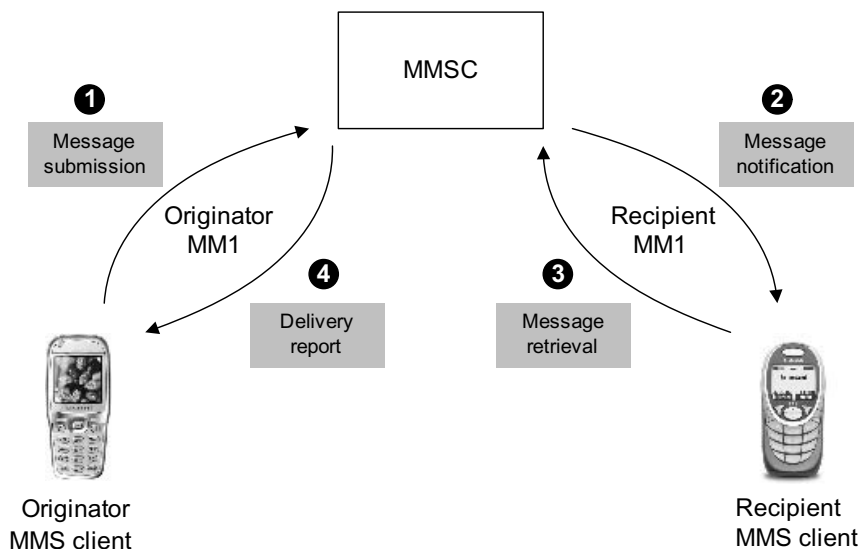 MMSC
1
Message
submission
2
Message
notification
Originator
MM1
Recipient
MM1
4
Delivery
report
3
Message
retrieval
Originator
MMS client
Recipient
MMS client